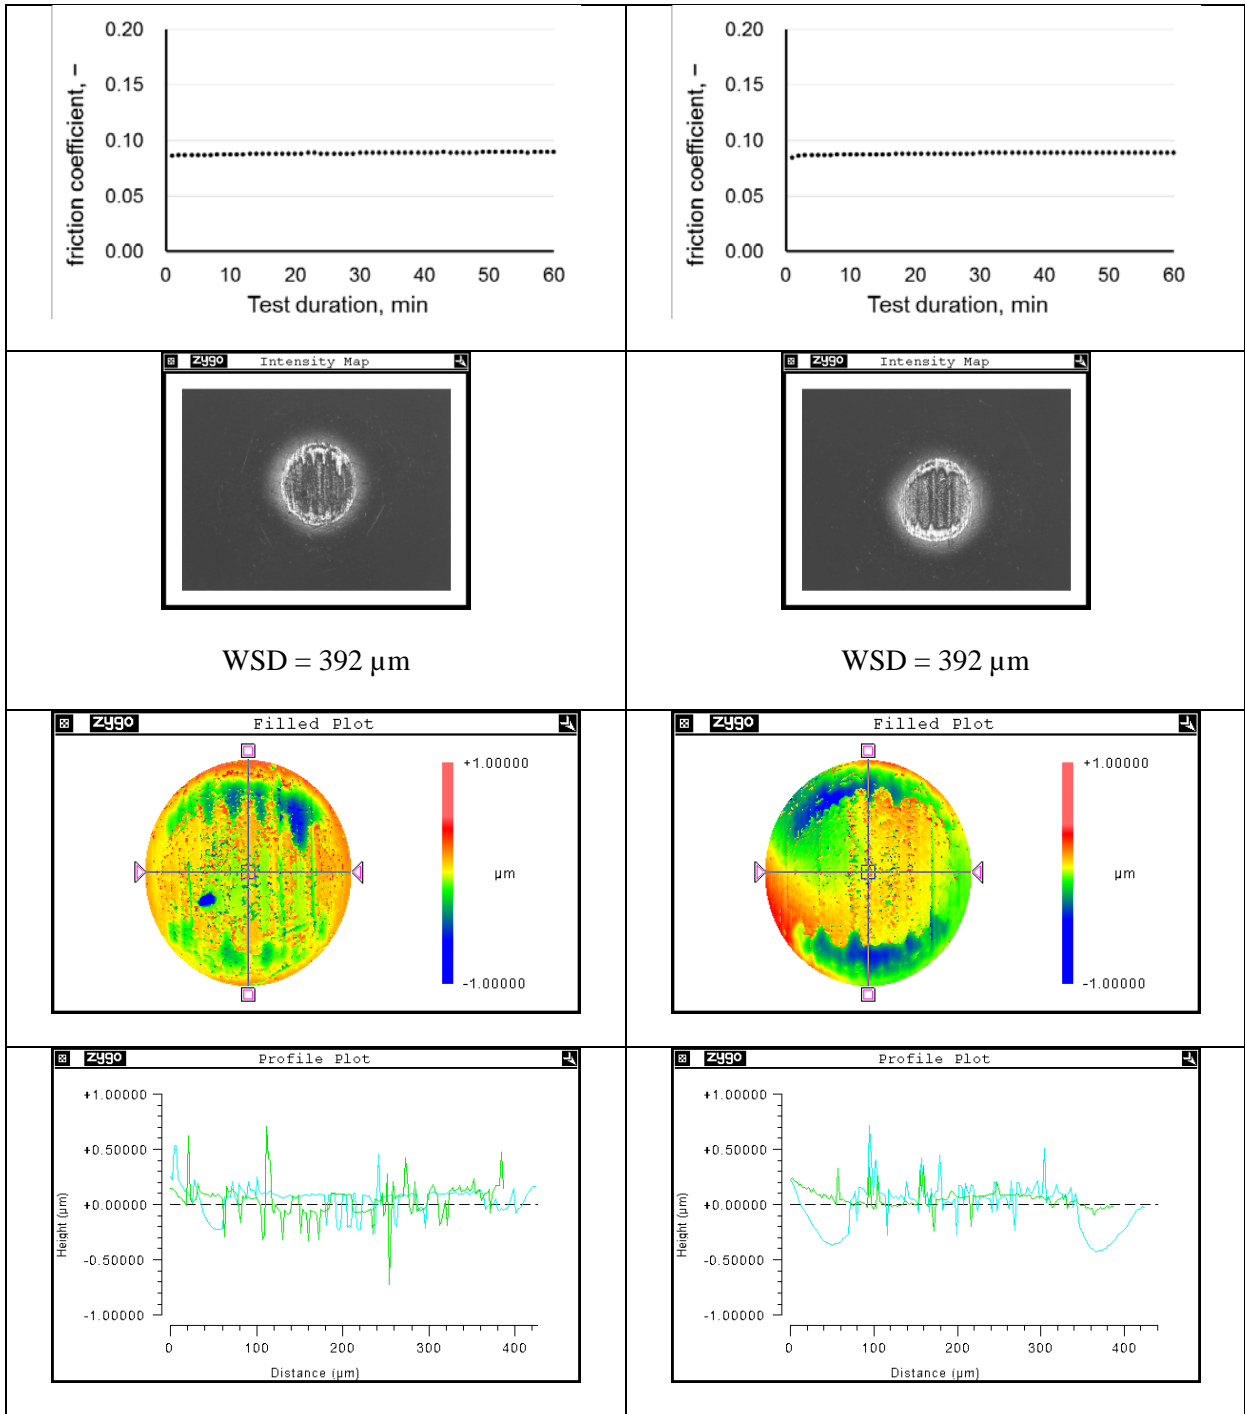 0.20
0.15
0.10
0.05
0.00
friction coefficient, –
0 10 20 30 40 50 60
Test duration, min
0.20
0.15
0.10
0.05
0.00
friction coefficient, –
0 10 20 30 40 50 60
Test duration, min
zygo Intensity Map
WSD = 392 µm
zygo Intensity Map
WSD = 392 µm
zygo Filled Plot
+1.00000
µm
-1.00000
zygo Filled Plot
+1.00000
µm
-1.00000
zygo Profile Plot
+1.00000
+0.50000
+0.00000
-0.50000
-1.00000
Height (µm)
0 100 200 300 400
Distance (µm)
zygo Profile Plot
+1.00000
+0.50000
+0.00000
-0.50000
-1.00000
Height (µm)
0 100 200 300 400
Distance (µm)